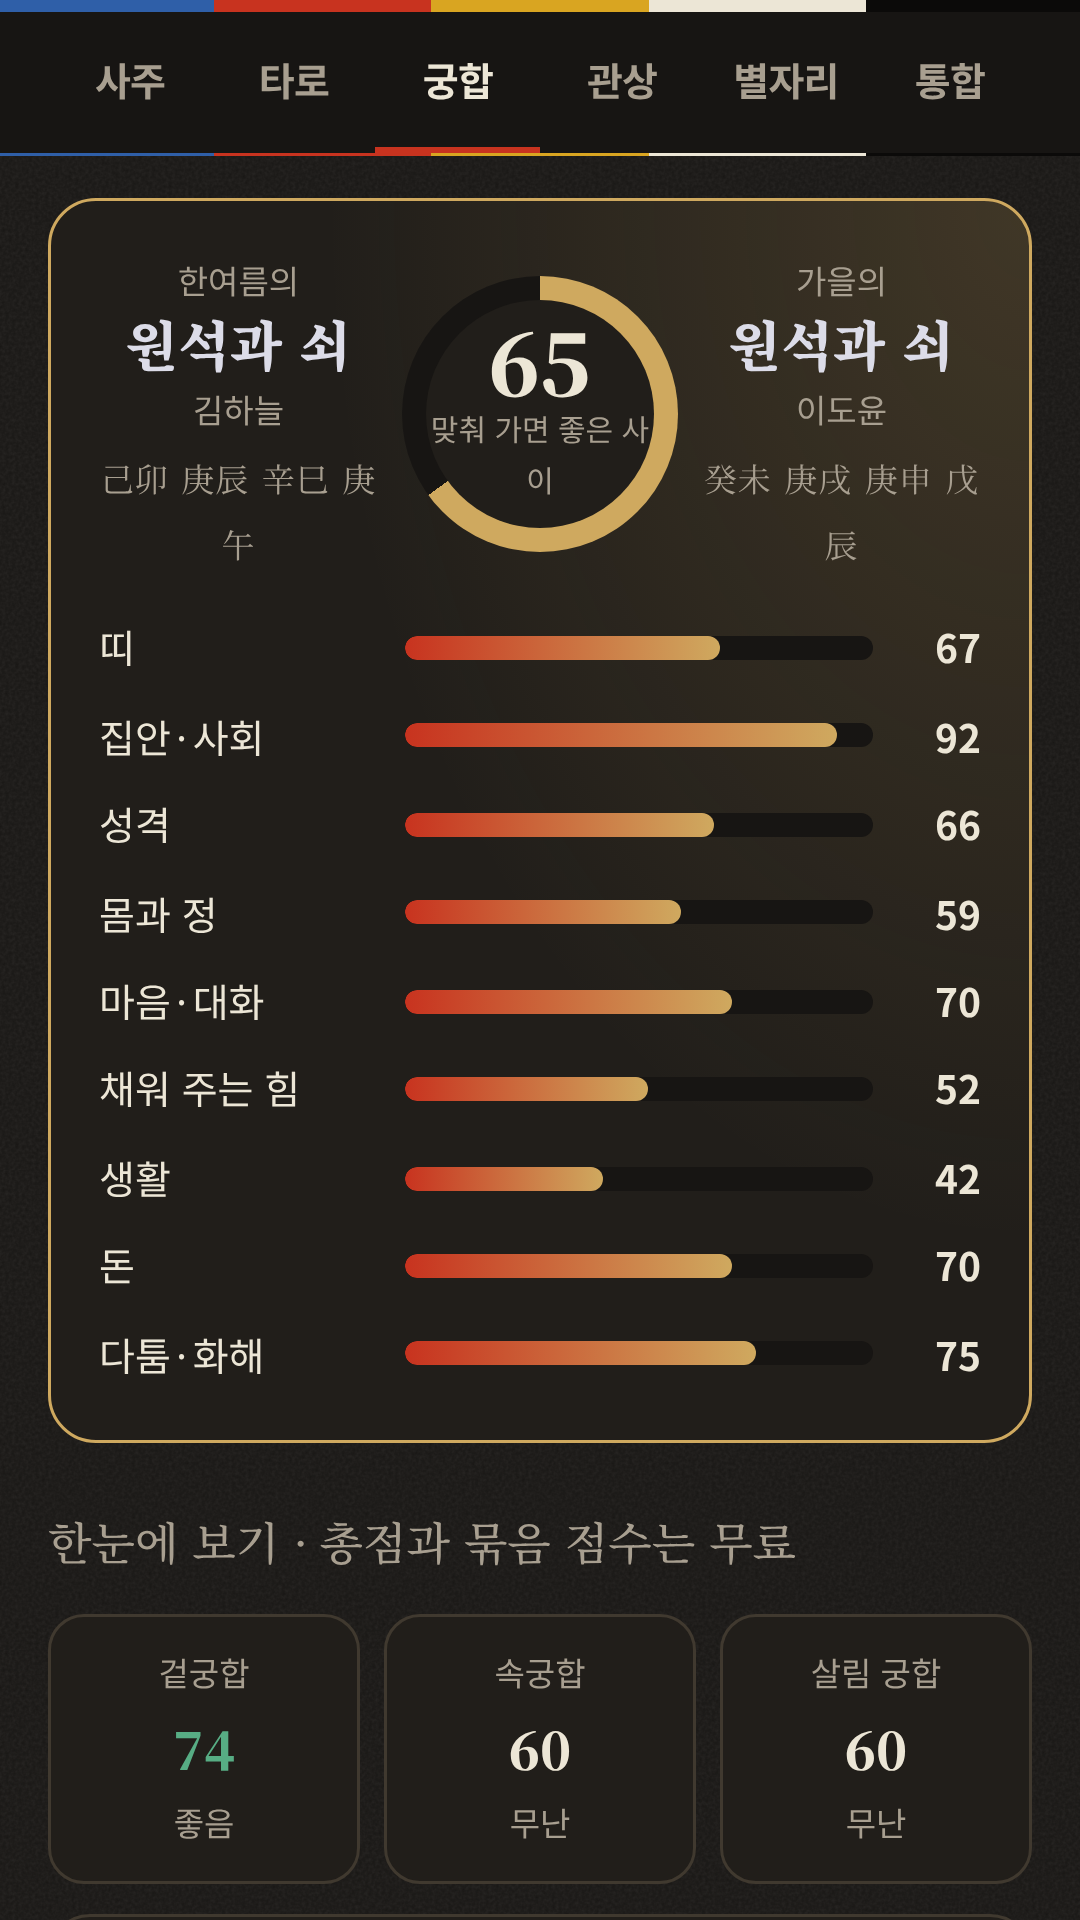 사주 타로 궁합 관상 별자리 통합
한여름의
원석과 쇠
김하늘
己卯 庚辰 辛巳 庚
午
65
맞춰 가면 좋은 사
이
가을의
원석과 쇠
이도윤
癸未 庚戌 庚申 戊
辰
띠 67
집안·사회 92
성격 66
몸과 정 59
마음·대화 70
채워 주는 힘 52
생활 42
돈 70
다툼·화해 75
한눈에 보기 · 총점과 묶음 점수는 무료
겉궁합
74
좋음
속궁합
60
무난
살림 궁합
60
무난